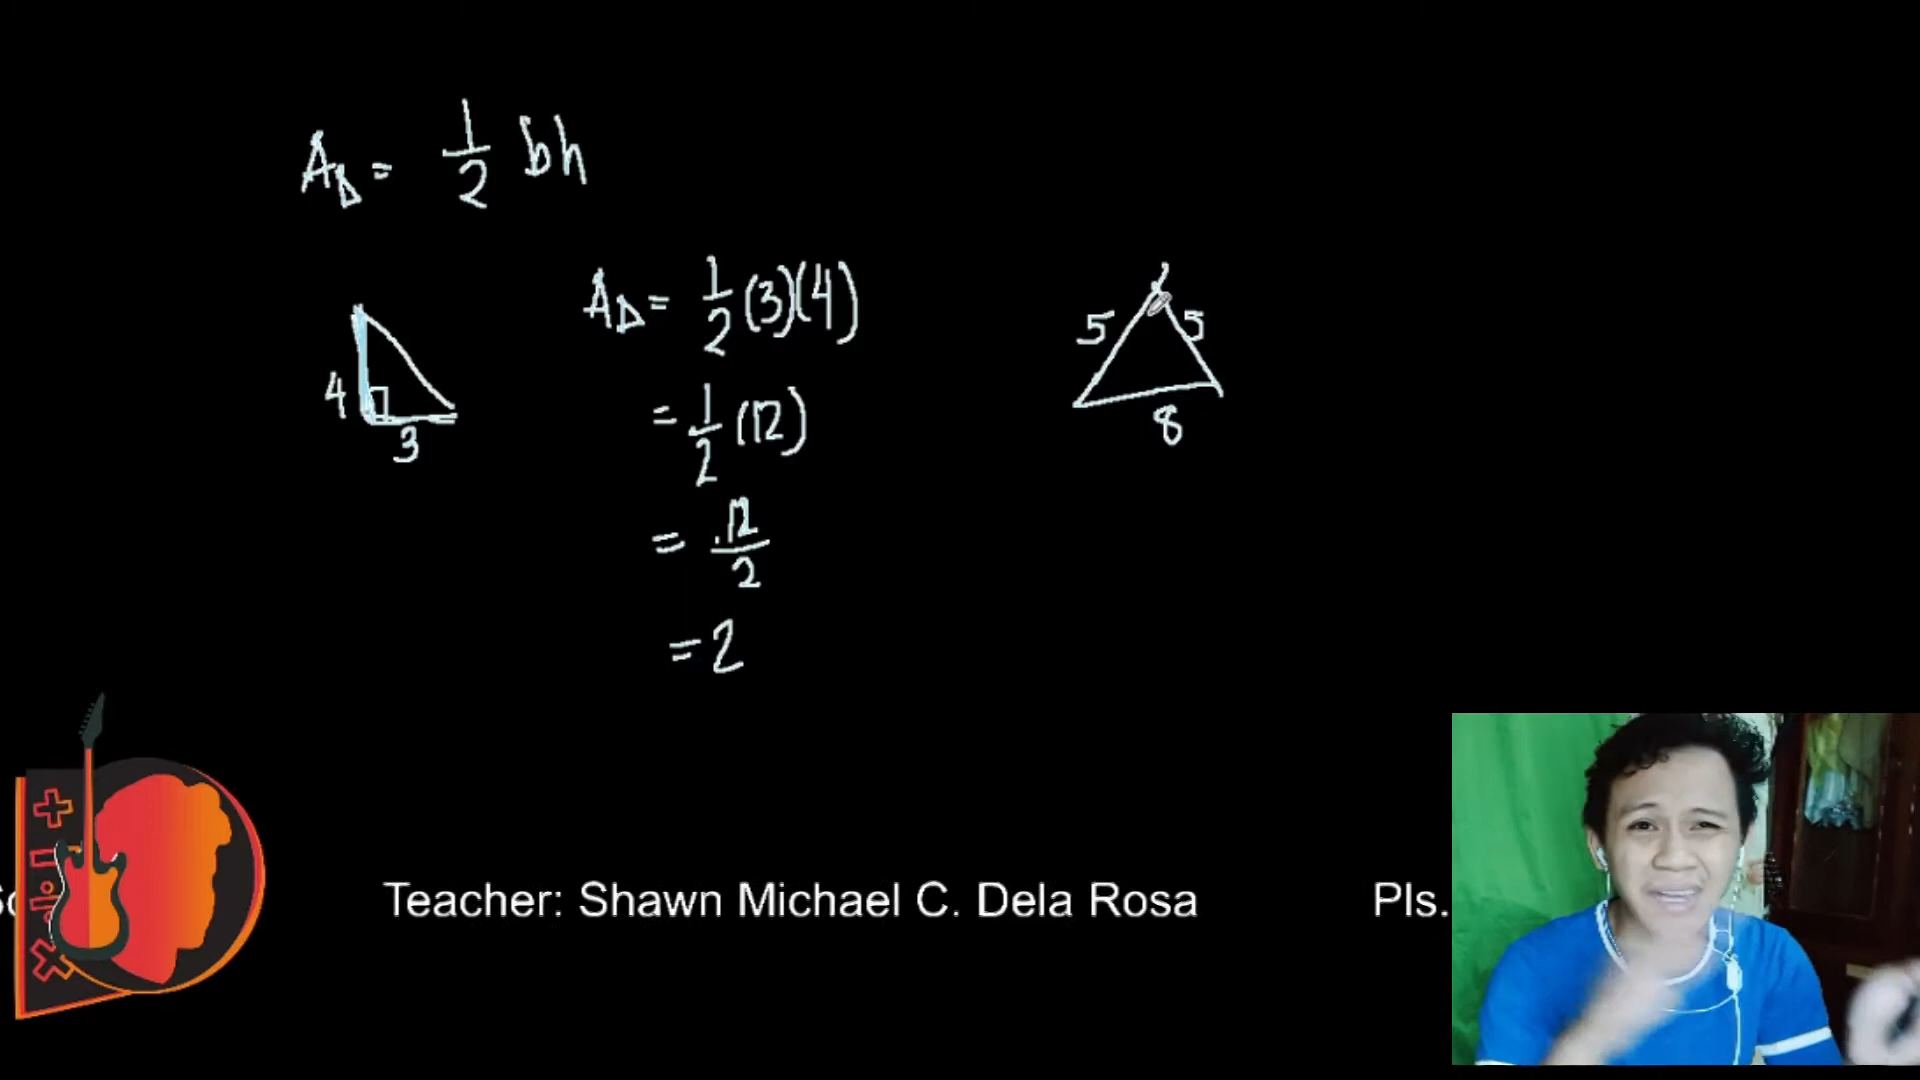 A△ = 1/2 bh
A△ = 1/2 (3)(4)
4
3
= 1/2 (12)
= 12/2
= 2
5
5
8
Teacher: Shawn Michael C. Dela Rosa
Pls.